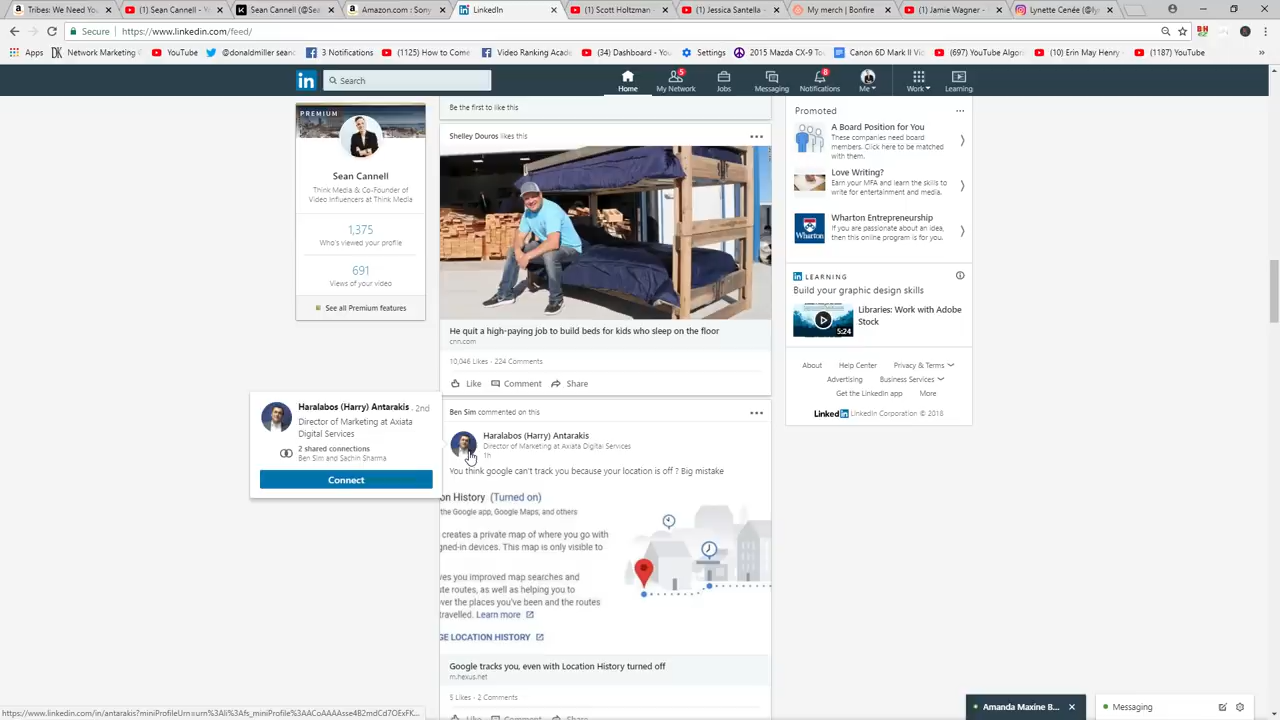 Tribes: We Need Yo
(1) Sean Cannell - Y
Sean Cannell (@Sea
Amazon.com : Sony
LinkedIn
(1) Scott Holtzman -
(1) Jessica Santella -
My merch | Bonfire
(1) Jamie Wagner -
Lynette Cenée (@ly
Secure
https://www.linkedin.com/feed/
Apps
Network Marketing
YouTube
@donaldmiller sean
3 Notifications
(1125) How to Come
Video Ranking Acade
(34) Dashboard - You
Settings
2015 Mazda CX-9 To
Canon 6D Mark II Vi
(697) YouTube Algor
(10) Erin May Henry
(1187) YouTube
in
Search
Home
5
My Network
Jobs
Messaging
Notifications
Me
Work
Learning
PREMIUM
Sean Cannell
Think Media & Co-Founder of
Video Influencers at Think Media
1,375
Who's viewed your profile
691
Views of your video
See all Premium features
Be the first to like this
Shelley Douros likes this
He quit a high-paying job to build beds for kids who sleep on the floor
cnn.com
10,046 Likes · 224 Comments
Like
Comment
Share
Ben Sim commented on this
Haralabos (Harry) Antarakis
Director of Marketing at Axiata Digital Services
1h
You think google can't track you because your location is off ? Big mistake
on History (Turned on)
the Google app, Google Maps, and others
creates a private map of where you go with
gned-in devices. This map is only visible to
ves you improved map searches and
ute routes, as well as helping you
over the places you've been and the routes
travelled. Learn more
GE LOCATION HISTORY
Google tracks you, even with Location History turned off
m.hexus.net
5 Likes · 2 Comments
Like
Comment
Share
Haralabos (Harry) Antarakis · 2nd
Director of Marketing at Axiata
Digital Services
2 shared connections
Ben Sim and Sachin Sharma
Connect
Promoted
A Board Position for You
These companies need board
members. Click here to be matched
with them.
Love Writing?
Earn your MFA and learn the skills to
write for entertainment and media.
Wharton
Wharton Entrepreneurship
If you are passionate about an idea,
then this online program is for you.
in LEARNING
Build your graphic design skills
5:24
Libraries: Work with Adobe
Stock
About
Help Center
Privacy & Terms
Advertising
Business Services
Get the LinkedIn app
More
Linked in LinkedIn Corporation © 2018
Amanda Maxine B...
Messaging